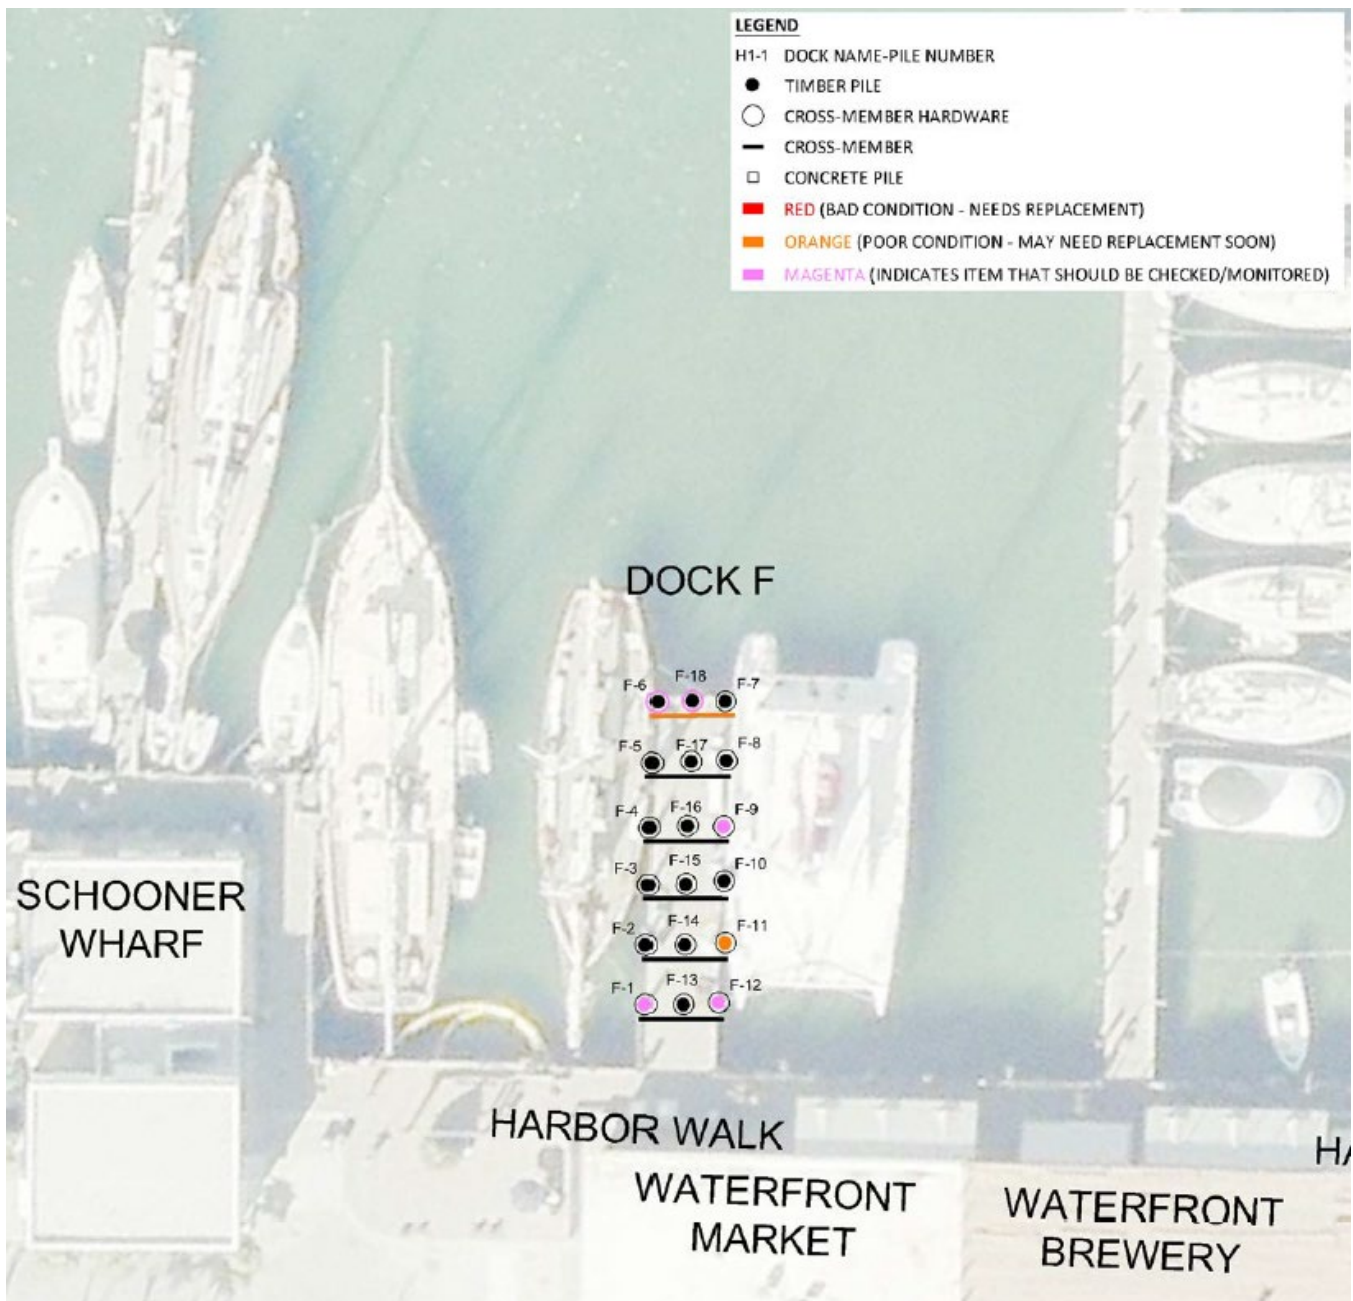 LEGEND
H1-1 DOCK NAME-PILE NUMBER
TIMBER PILE
CROSS-MEMBER HARDWARE
CROSS-MEMBER
CONCRETE PILE
RED (BAD CONDITION - NEEDS REPLACEMENT)
ORANGE (POOR CONDITION - MAY NEED REPLACEMENT SOON)
MAGENTA (INDICATES ITEM THAT SHOULD BE CHECKED/MONITORED)
DOCK F
F-6 F-18 F-7
F-5 F-17 F-8
F-4 F-16 F-9
F-3 F-15 F-10
F-2 F-14 F-11
F-1 F-13 F-12
SCHOONER
WHARF
HARBOR WALK
HA
WATERFRONT
MARKET
WATERFRONT
BREWERY